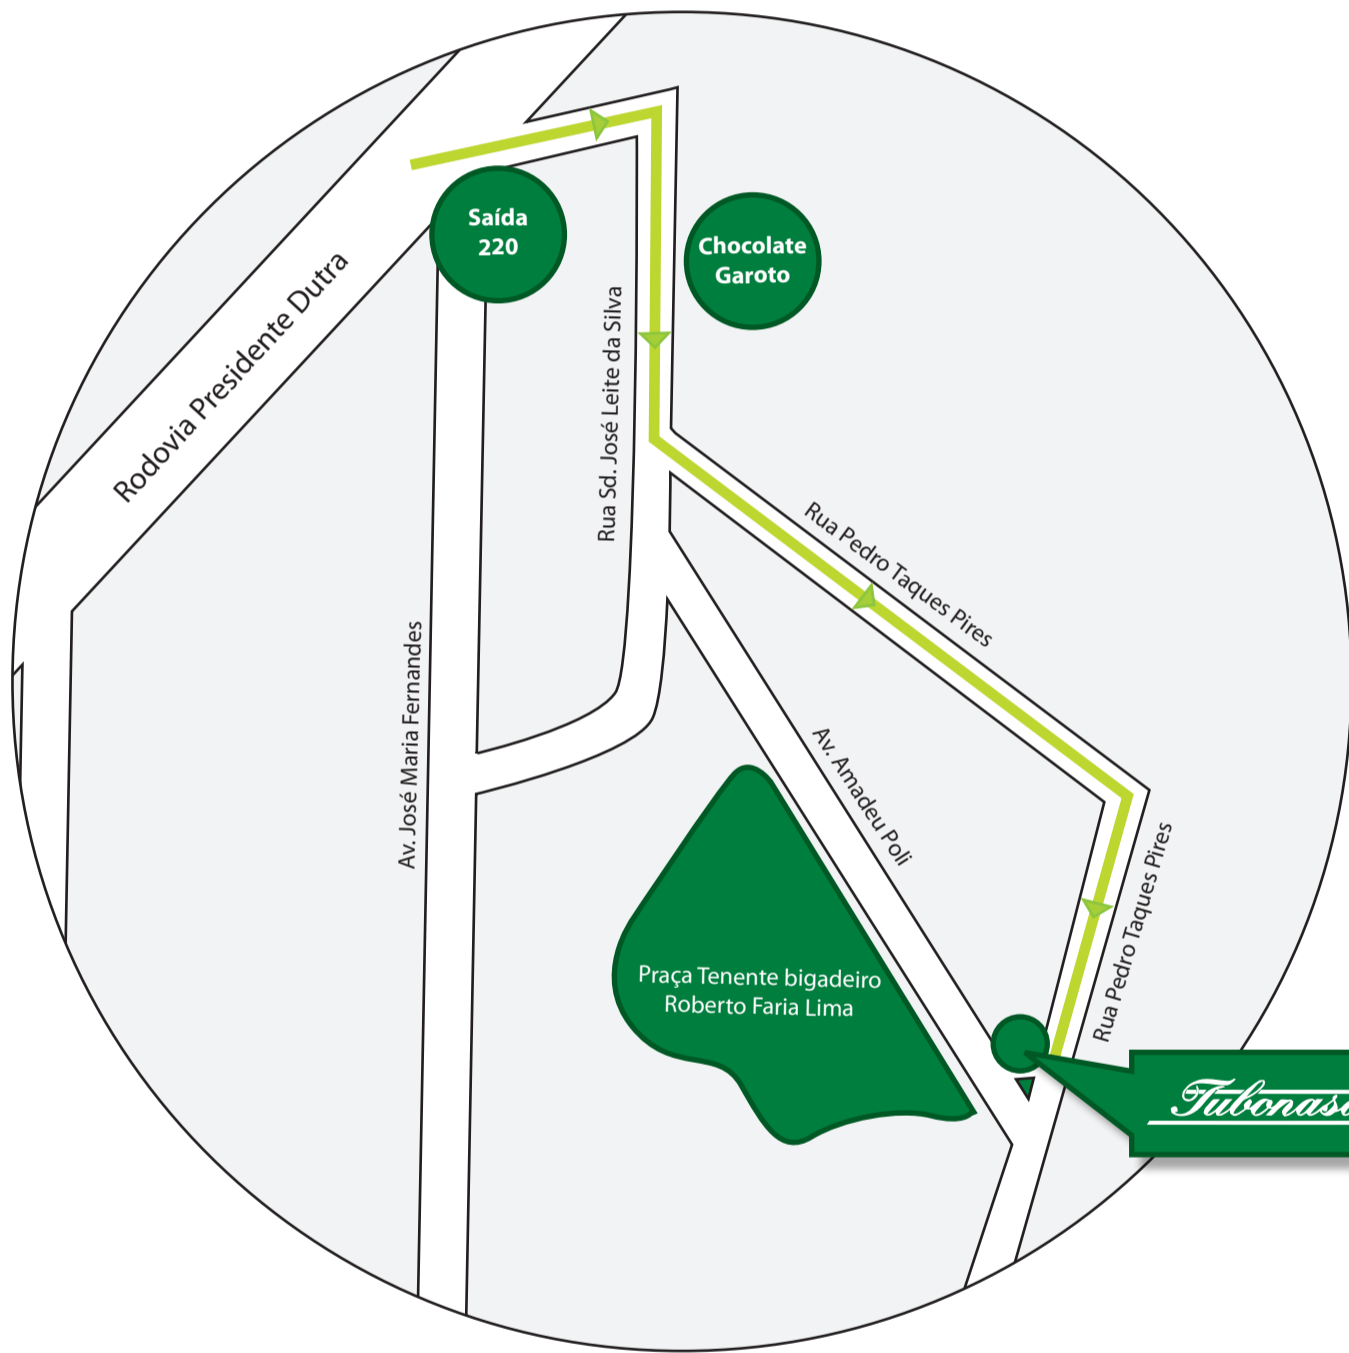 Saída
220
Chocolate
Garoto
Rodovia Presidente Dutra
Rua Sd. José Leite da Silva
Rua Pedro Taques Pires
Av. José Maria Fernandes
Av. Amadeu Poli
Rua Pedro Taques Pires
Praça Tenente bigadeiro
Roberto Faria Lima